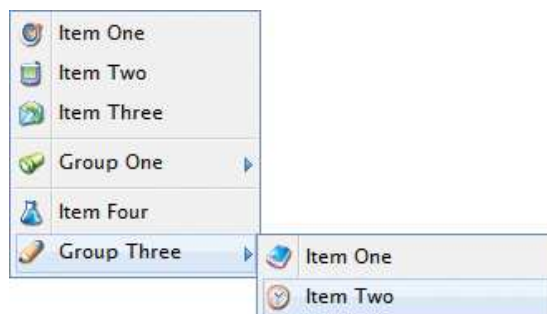 Item One
Item Two
Item Three
Group One
Item Four
Group Three
Item One
Item Two